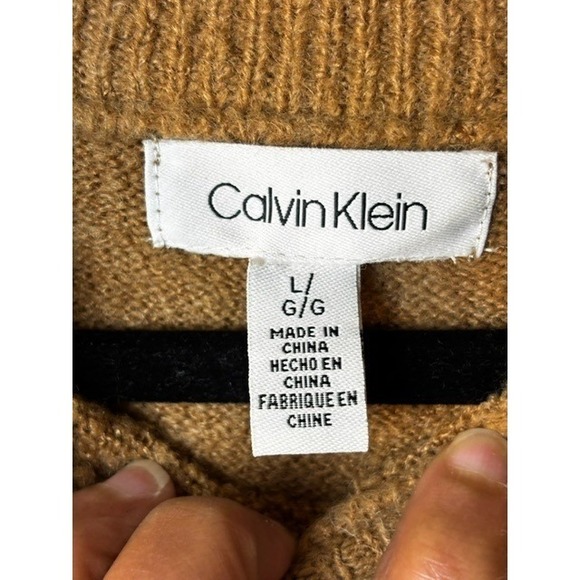 Calvin Klein
L/
G/G
MADE IN
CHINA
HECHO EN
CHINA
FABRIQUE EN
CHINE